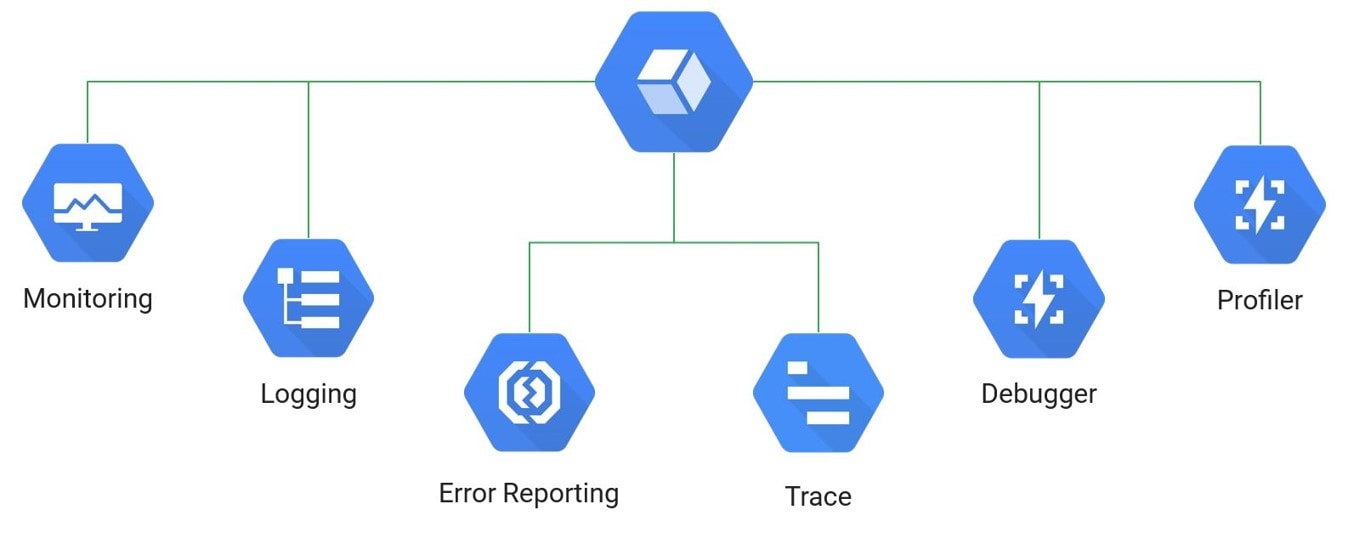 Monitoring
Logging
Error Reporting
Trace
Debugger
Profiler